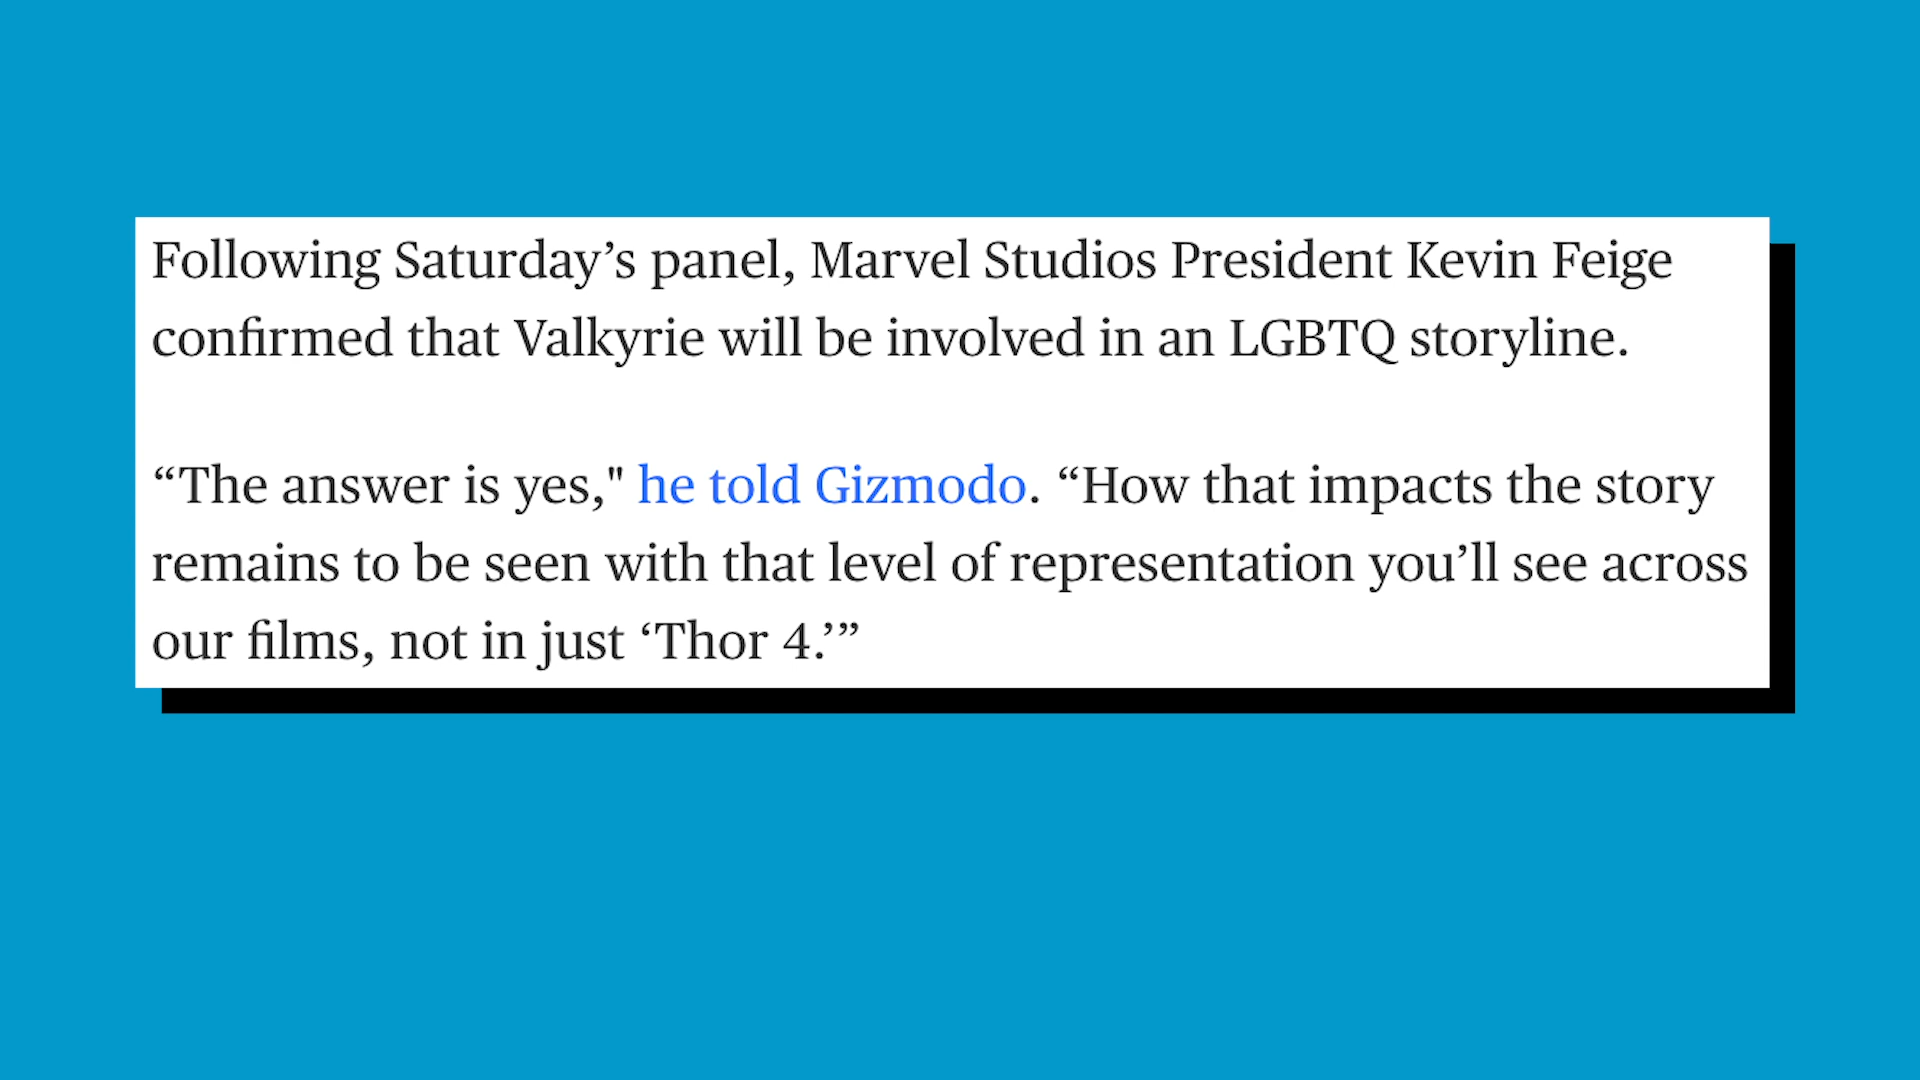 Following Saturday’s panel, Marvel Studios President Kevin Feige
confirmed that Valkyrie will be involved in an LGBTQ storyline.
“The answer is yes," he told Gizmodo. “How that impacts the story
remains to be seen with that level of representation you’ll see across
our films, not in just ‘Thor 4.’”